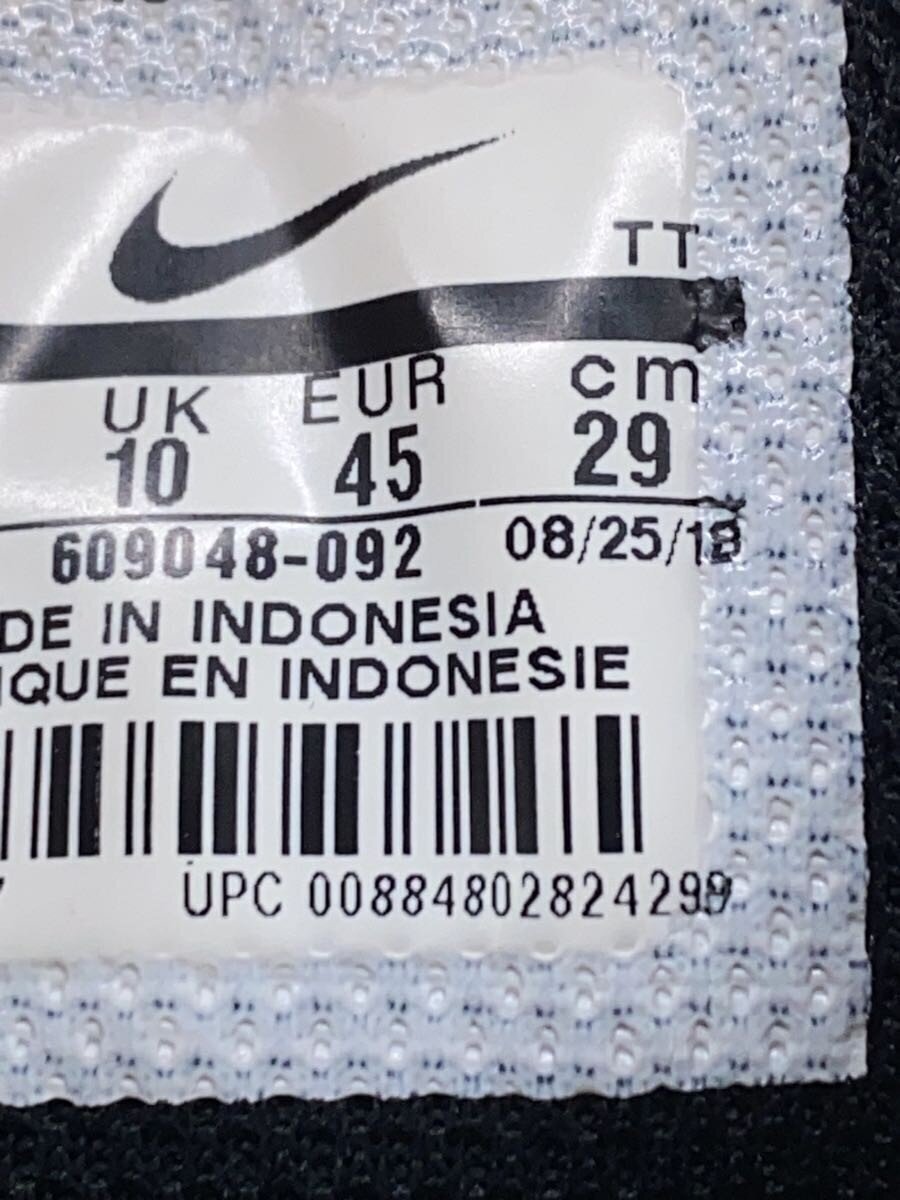 TT
UK EUR cm
10 45 29
609048-092 08/25/18
DE IN INDONESIA
IQUE EN INDONESIE
UPC 00884802824299